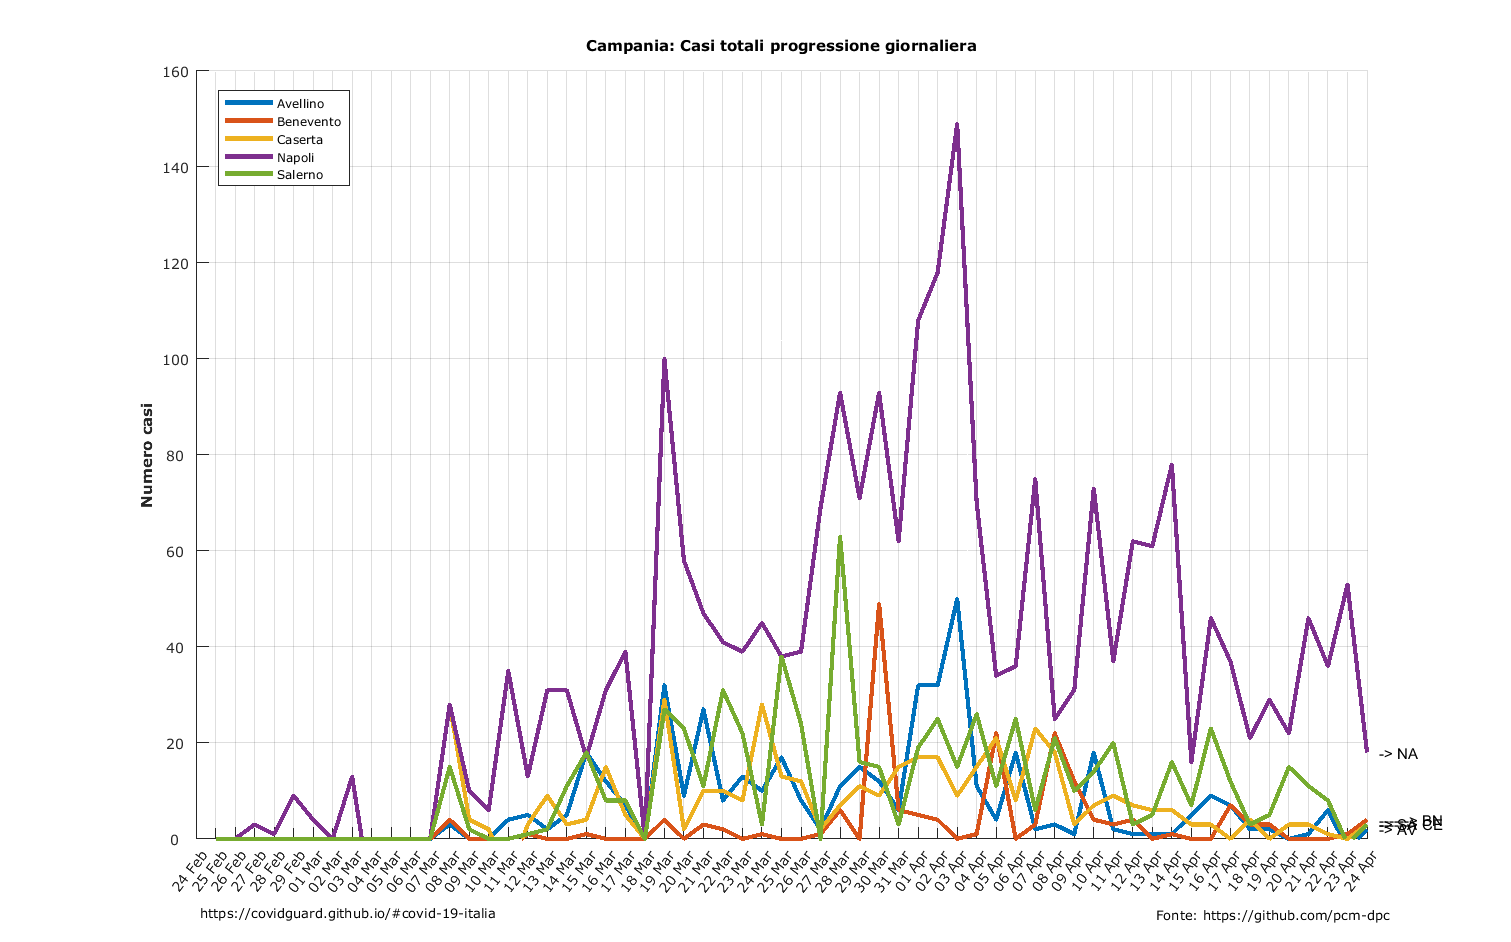 Campania: Casi totali progressione giornaliera
160
140
120
100
80
60
40
20
0
Numero casi
Avellino
Benevento
Caserta
Napoli
Salerno
-> NA
24 Feb
25 Feb
26 Feb
27 Feb
28 Feb
29 Feb
01 Mar
02 Mar
03 Mar
04 Mar
05 Mar
06 Mar
07 Mar
08 Mar
09 Mar
10 Mar
11 Mar
12 Mar
13 Mar
14 Mar
15 Mar
16 Mar
17 Mar
18 Mar
19 Mar
20 Mar
21 Mar
22 Mar
23 Mar
24 Mar
25 Mar
26 Mar
27 Mar
28 Mar
29 Mar
30 Mar
31 Mar
01 Apr
02 Apr
03 Apr
04 Apr
05 Apr
06 Apr
07 Apr
08 Apr
09 Apr
10 Apr
11 Apr
12 Apr
13 Apr
14 Apr
15 Apr
16 Apr
17 Apr
18 Apr
19 Apr
20 Apr
21 Apr
22 Apr
23 Apr
24 Apr
https://covidguard.github.io/#covid-19-italia
Fonte: https://github.com/pcm-dpc